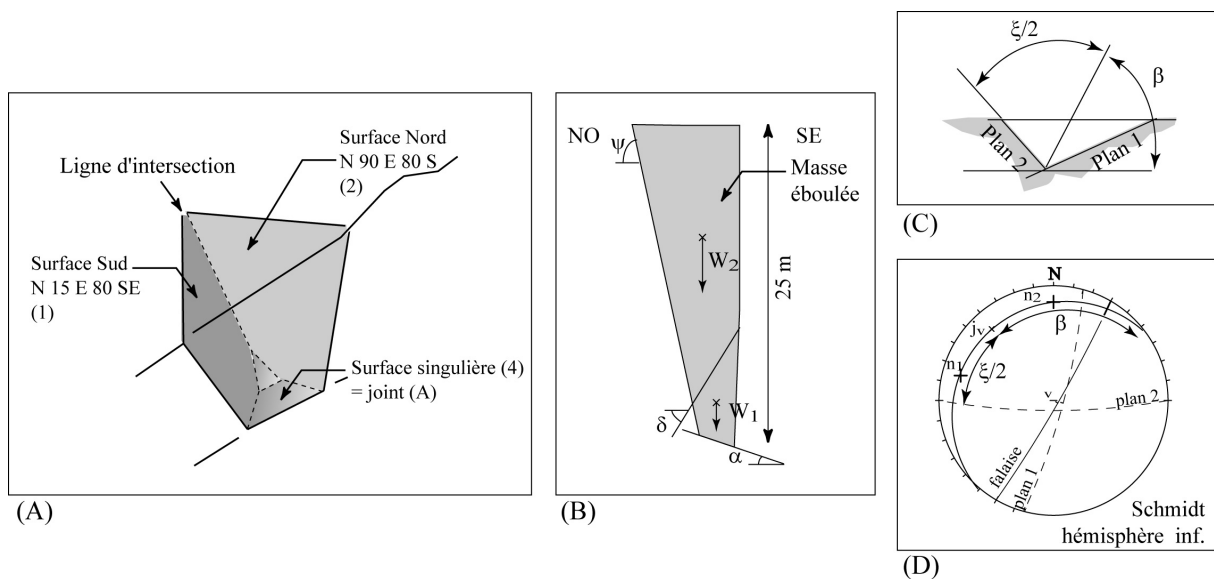 Surface Nord
N 90 E 80 S
(2)
Ligne d'intersection
Surface Sud
N 15 E 80 SE
(1)
Surface singulière (4)
= joint (A)
(A)
NO
SE
ψ
Masse
éboulée
W2
25 m
W1
δ
α
(B)
ξ/2
β
Plan 2
Plan 1
(C)
N
n2
jv
β
n1
ξ/2
v
plan 2
falaise
plan 1
Schmidt
hémisphère inf.
(D)